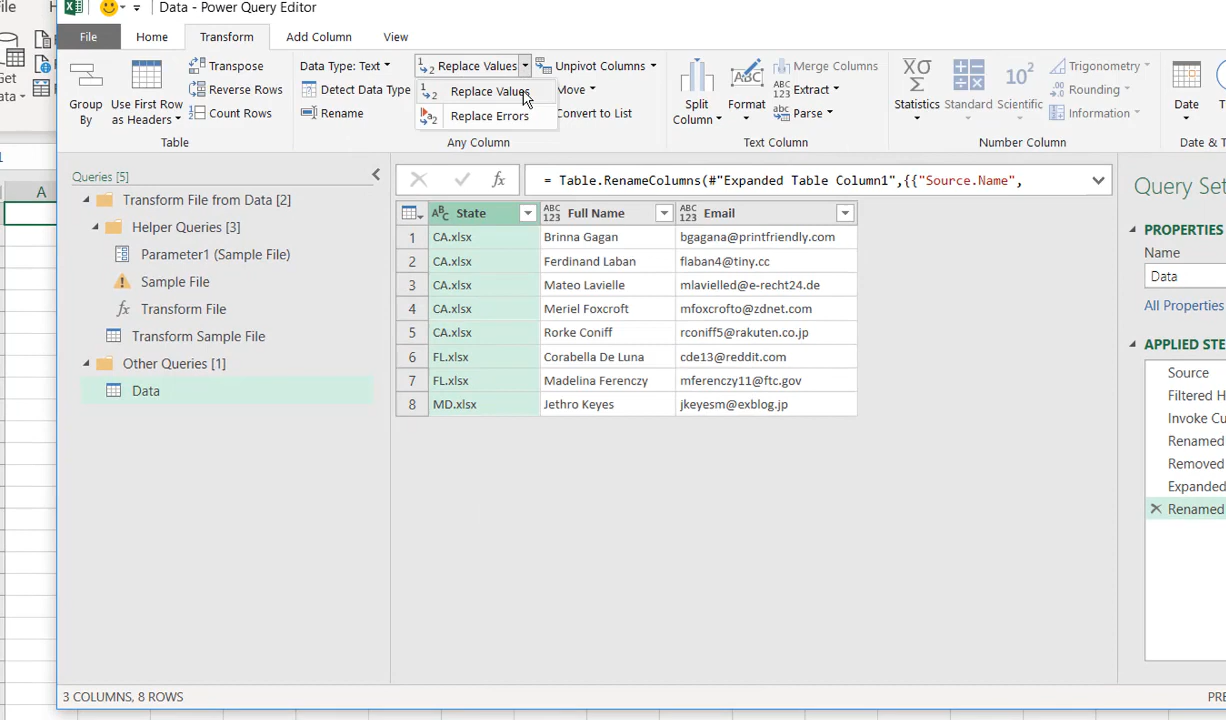 File
Data - Power Query Editor
File
Home
Transform
Add Column
View
Get
Data
Group
By
Use First Row
as Headers
Transpose
Reverse Rows
Count Rows
Table
Data Type: Text
Detect Data Type
Rename
Replace Values
Replace Values
Replace Errors
Unpivot Columns
Move
Convert to List
Any Column
Split
Column
Format
Merge Columns
Extract
Parse
Text Column
Statistics
Standard
Scientific
Trigonometry
Rounding
Information
Number Column
Date
Date & T
Queries [5]
Transform File from Data [2]
Helper Queries [3]
Parameter1 (Sample File)
Sample File
Transform File
Transform Sample File
Other Queries [1]
Data
= Table.RenameColumns(#"Expanded Table Column1",{{"Source.Name",
State Full Name Email
1 CA.xlsx Brinna Gagan bgagana@printfriendly.com
2 CA.xlsx Ferdinand Laban flaban4@tiny.cc
3 CA.xlsx Mateo Lavielle mlavielled@e-recht24.de
4 CA.xlsx Meriel Foxcroft mfoxcrofto@zdnet.com
5 CA.xlsx Rorke Coniff rconiff5@rakuten.co.jp
6 FL.xlsx Corabella De Luna cde13@reddit.com
7 FL.xlsx Madelina Ferenczy mferenczy11@ftc.gov
8 MD.xlsx Jethro Keyes jkeyesm@exblog.jp
Query Set
PROPERTIES
Name
Data
All Properties
APPLIED STE
Source
Filtered H
Invoke Cu
Renamed
Removed
Expanded
Renamed
A
1
3 COLUMNS, 8 ROWS
PRE